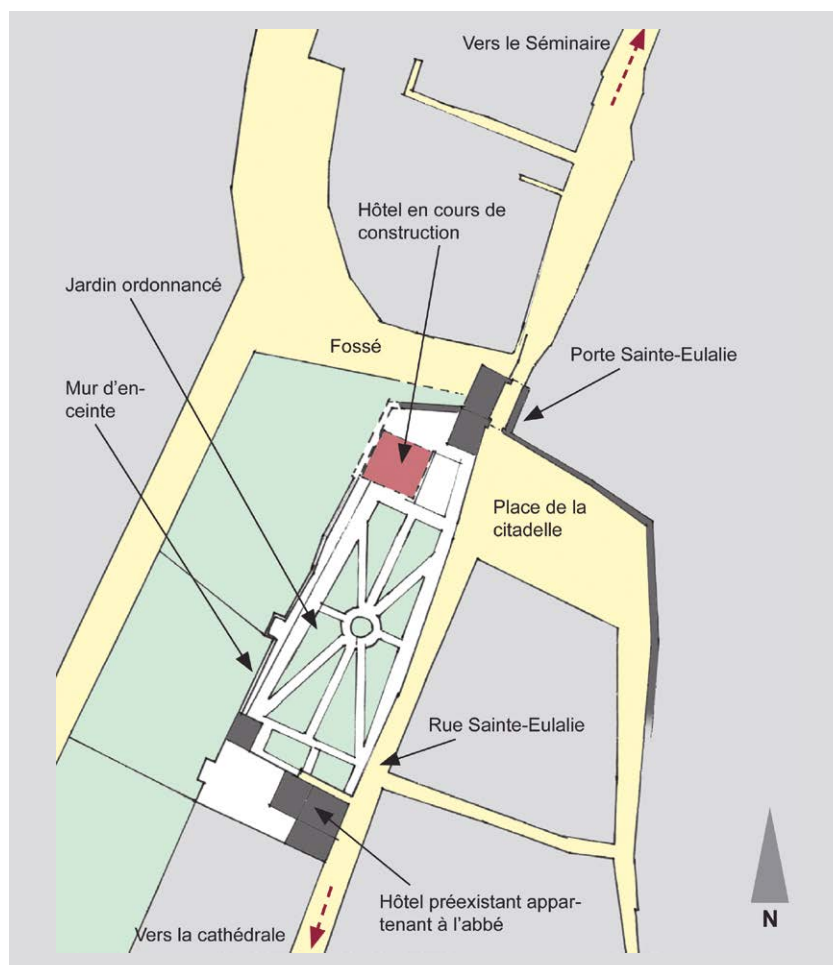 Vers le Séminaire
Hôtel en cours de
construction
Jardin ordonnancé
Fossé
Porte Sainte-Eulalie
Mur d'en-
ceinte
Place de la
citadelle
Rue Sainte-Eulalie
Hôtel préexistant appar-
tenant à l'abbé
N
Vers la cathédrale